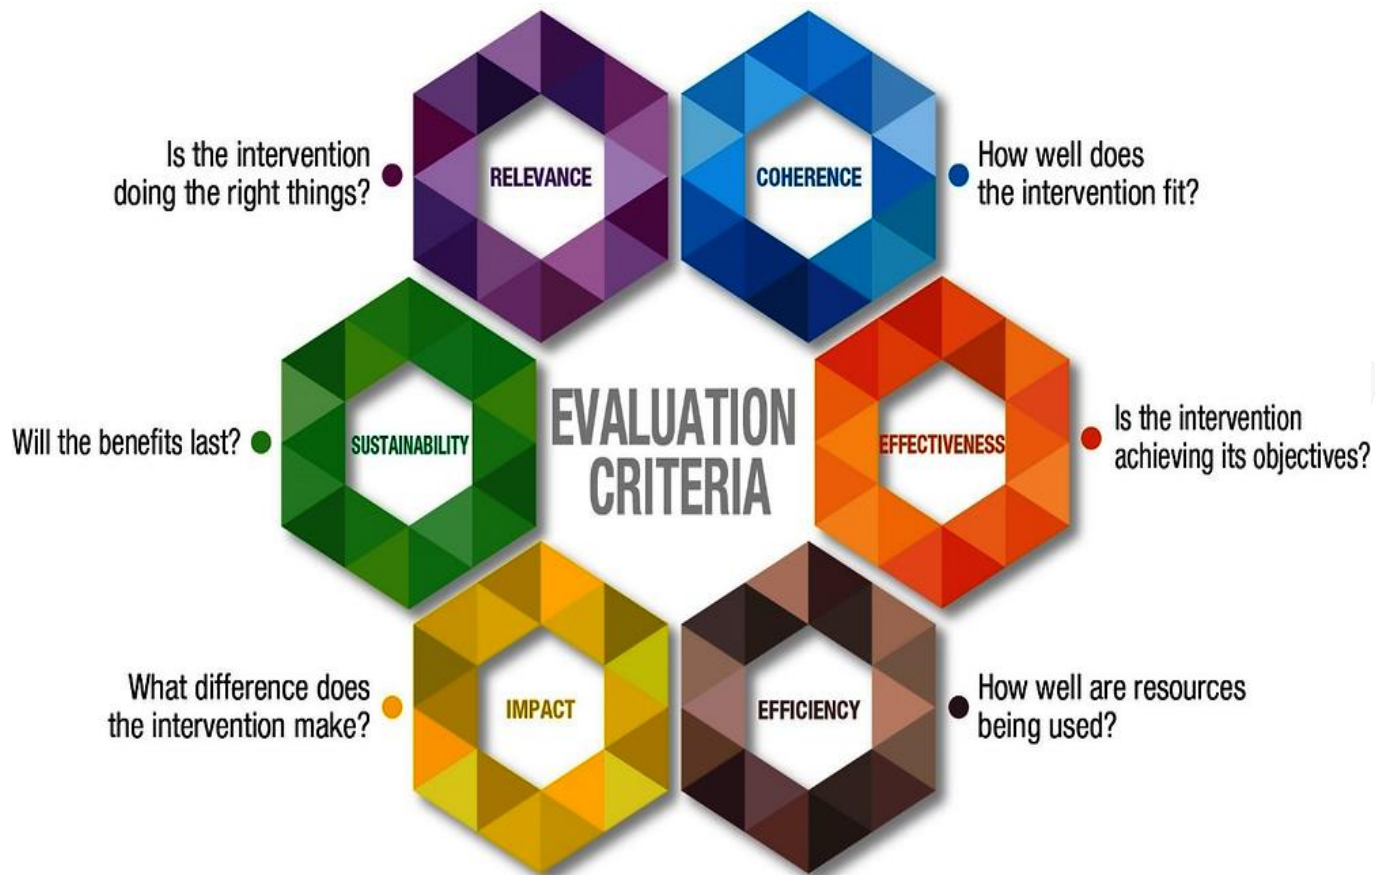 Is the intervention
doing the right things?
RELEVANCE
COHERENCE
How well does
the intervention fit?
Will the benefits last?
SUSTAINABILITY
EVALUATION
CRITERIA
EFFECTIVENESS
Is the intervention
achieving its objectives?
What difference does
the intervention make?
IMPACT
EFFICIENCY
How well are resources
being used?